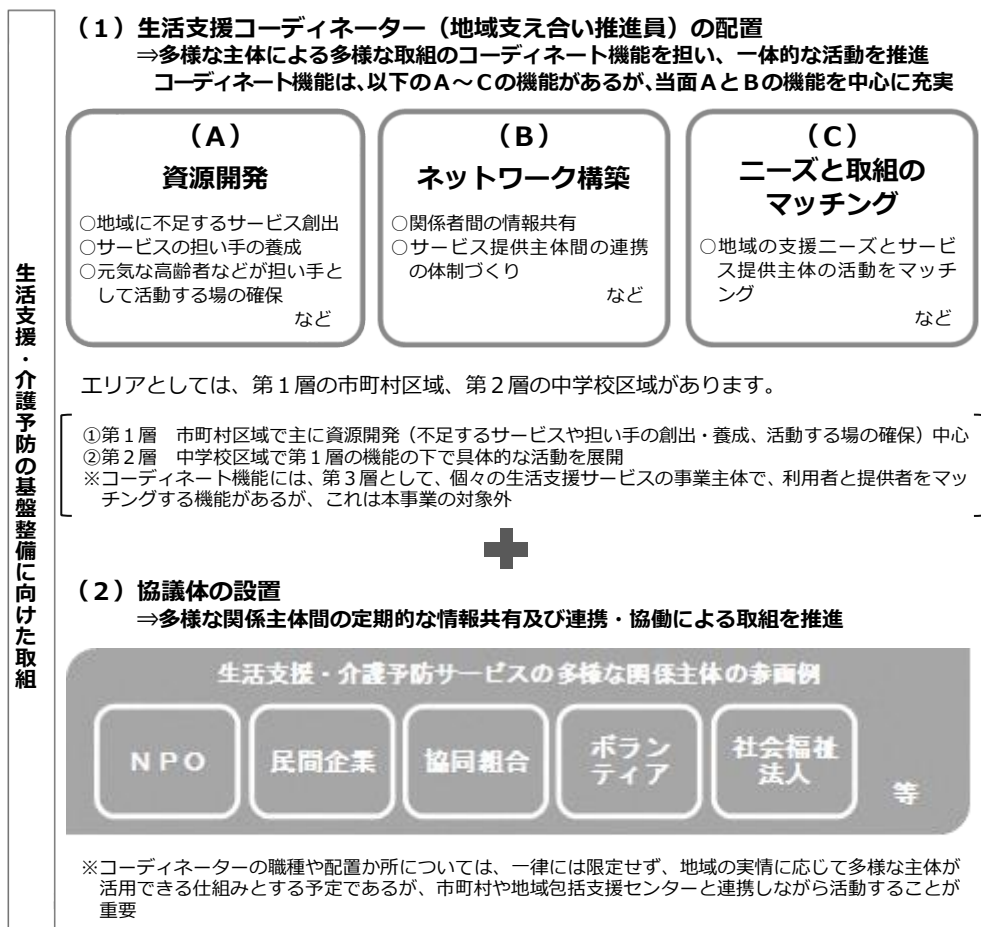 生活支援・介護予防の基盤整備に向けた取組
（１）生活支援コーディネーター（地域支え合い推進員）の配置
⇒多様な主体による多様な取組のコーディネート機能を担い、一体的な活動を推進
コーディネート機能は、以下のＡ～Ｃの機能があるが、当面ＡとＢの機能を中心に充実
（Ａ）
資源開発
○地域に不足するサービス創出
○サービスの担い手の養成
○元気な高齢者などが担い手と
して活動する場の確保
など
（Ｂ）
ネットワーク構築
○関係者間の情報共有
○サービス提供主体間の連携
の体制づくり
など
（Ｃ）
ニーズと取組の
マッチング
○地域の支援ニーズとサービ
ス提供主体の活動をマッチ
ング
など
エリアとしては、第１層の市町村区域、第２層の中学校区域があります。
①第１層　市町村区域で主に資源開発（不足するサービスや担い手の創出・養成、活動する場の確保）中心
②第２層　中学校区域で第１層の機能の下で具体的な活動を展開
※コーディネート機能には、第３層として、個々の生活支援サービスの事業主体で、利用者と提供者をマッ
チングする機能があるが、これは本事業の対象外
（２）協議体の設置
⇒多様な関係主体間の定期的な情報共有及び連携・協働による取組を推進
生活支援・介護予防サービスの多様な関係主体の参画例
ＮＰＯ
民間企業
協同組合
ボラン
ティア
社会福祉
法人
等
※コーディネーターの職種や配置か所については、一律には限定せず、地域の実情に応じて多様な主体が
活用できる仕組みとする予定であるが、市町村や地域包括支援センターと連携しながら活動することが
重要